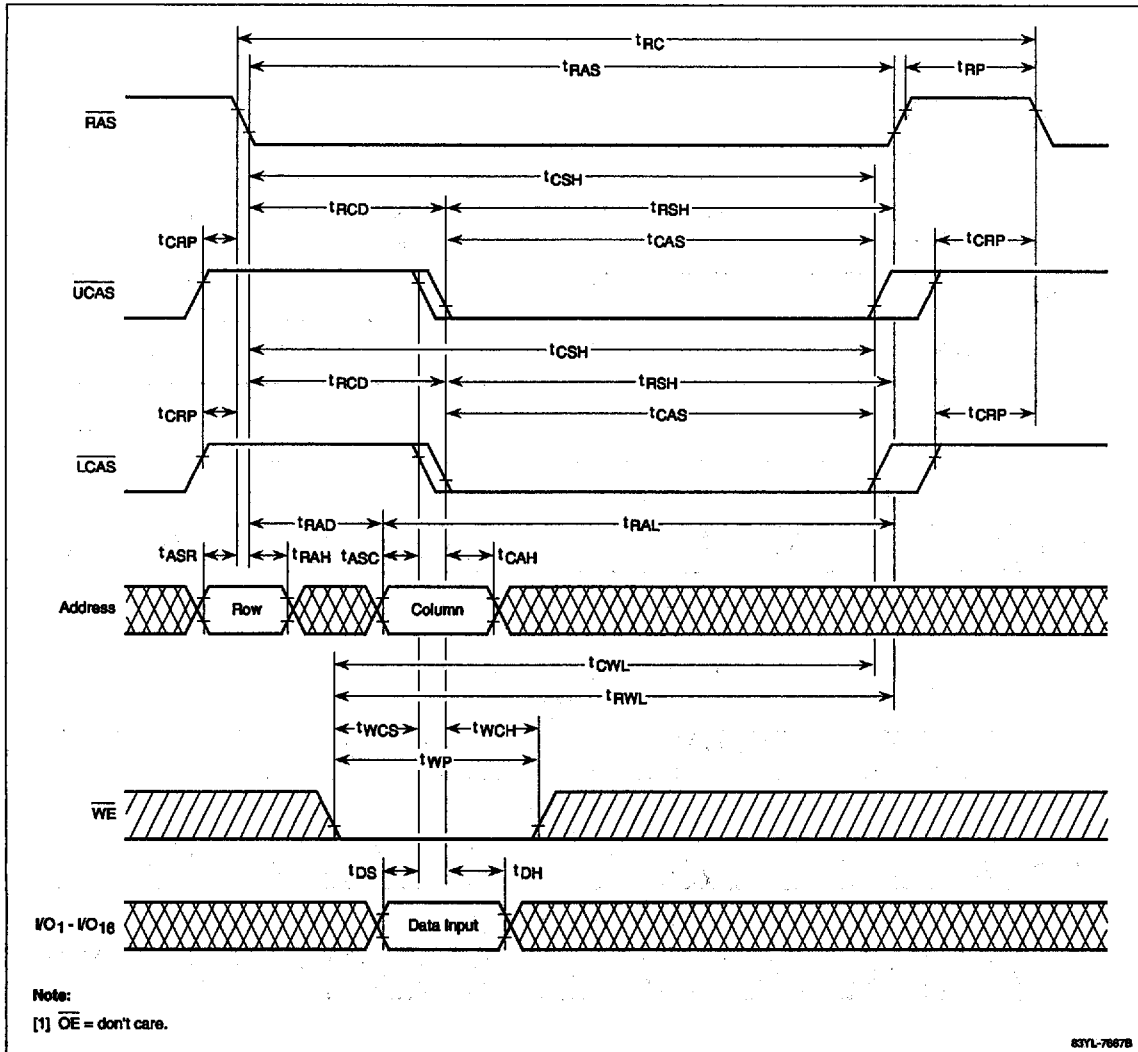 tRC
tRAS
tRP
RAS
tCSH
tRCD
tRSH
tCRP
tCAS
tCRP
UCAS
tCSH
tRCD
tRSH
tCRP
tCAS
tCRP
LCAS
tRAD
tRAL
tASR
tRAH
tASC
tCAH
Address
Row
Column
tCWL
tRWL
tWCS
tWCH
tWP
WE
tDS
tDH
I/O1 - I/O16
Data Input
Note:
[1] OE = don't care.
83YL-7667B